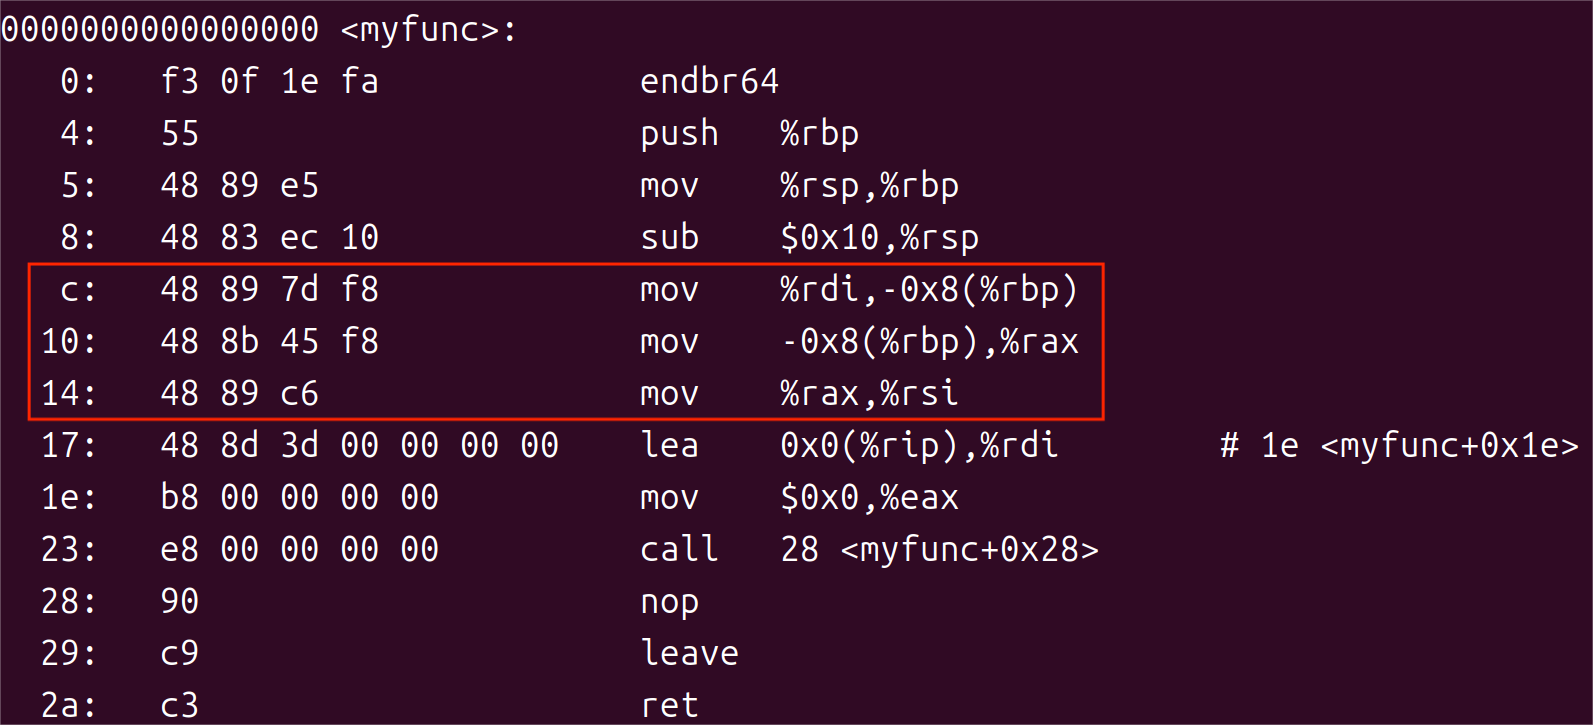 0000000000000000 <myfunc>:
   0:   f3 0f 1e fa             endbr64
   4:   55                      push   %rbp
   5:   48 89 e5                mov    %rsp,%rbp
   8:   48 83 ec 10             sub    $0x10,%rsp
   c:   48 89 7d f8             mov    %rdi,-0x8(%rbp)
  10:   48 8b 45 f8             mov    -0x8(%rbp),%rax
  14:   48 89 c6                mov    %rax,%rsi
  17:   48 8d 3d 00 00 00 00    lea    0x0(%rip),%rdi        # 1e <myfunc+0x1e>
  1e:   b8 00 00 00 00          mov    $0x0,%eax
  23:   e8 00 00 00 00          call   28 <myfunc+0x28>
  28:   90                      nop
  29:   c9                      leave
  2a:   c3                      ret